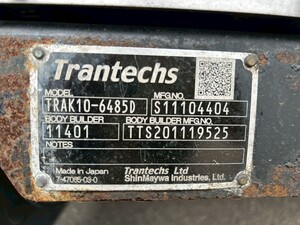 Trantechs
MODEL MFG.NO.
TRAK10-6485D S11104404
BODY BUILDER BODY BUILDER MFG.NO.
11401 TTS201119525
NOTES
Made in Japan Trantechs Ltd
7-47085-03-0 ShinMaywa Industries, Ltd.